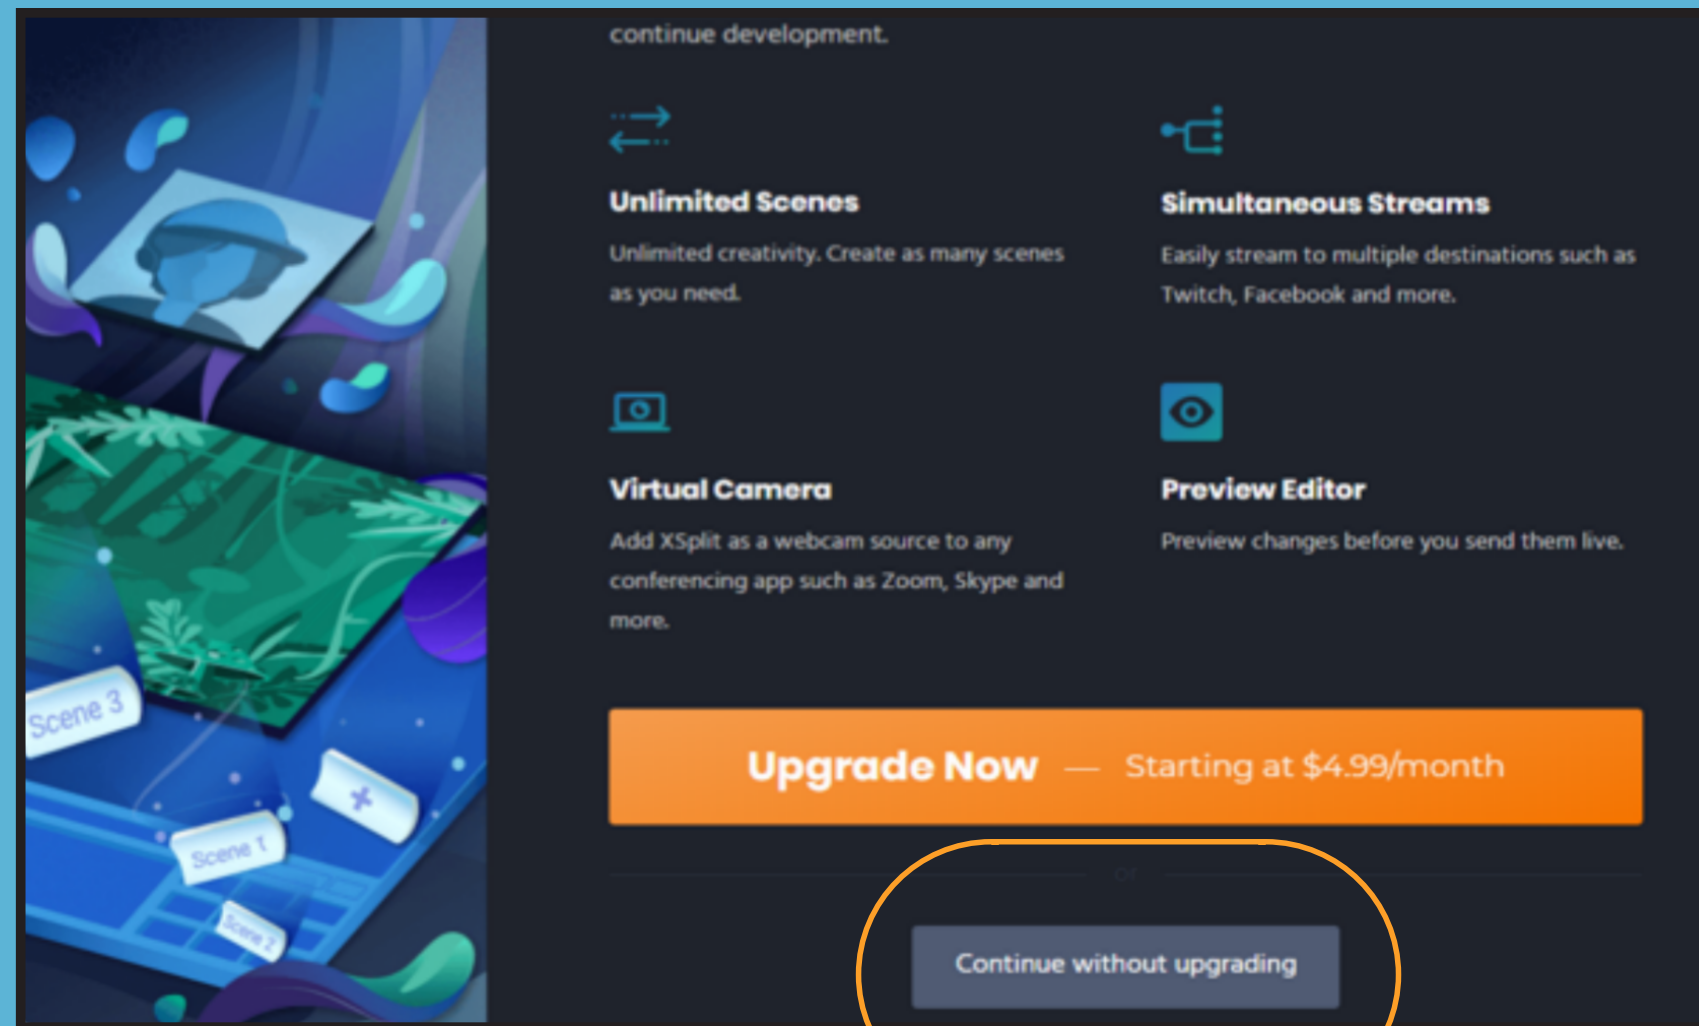 continue development.
Unlimited Scenes
Unlimited creativity. Create as many scenes
as you need.
Simultaneous Streams
Easily stream to multiple destinations such as
Twitch, Facebook and more.
Virtual Camera
Add XSplit as a webcam source to any
conferencing app such as Zoom, Skype and
more.
Preview Editor
Preview changes before you send them live.
Scene 3
+
Scene 1
Scene 2
Upgrade Now — Starting at $4.99/month
or
Continue without upgrading